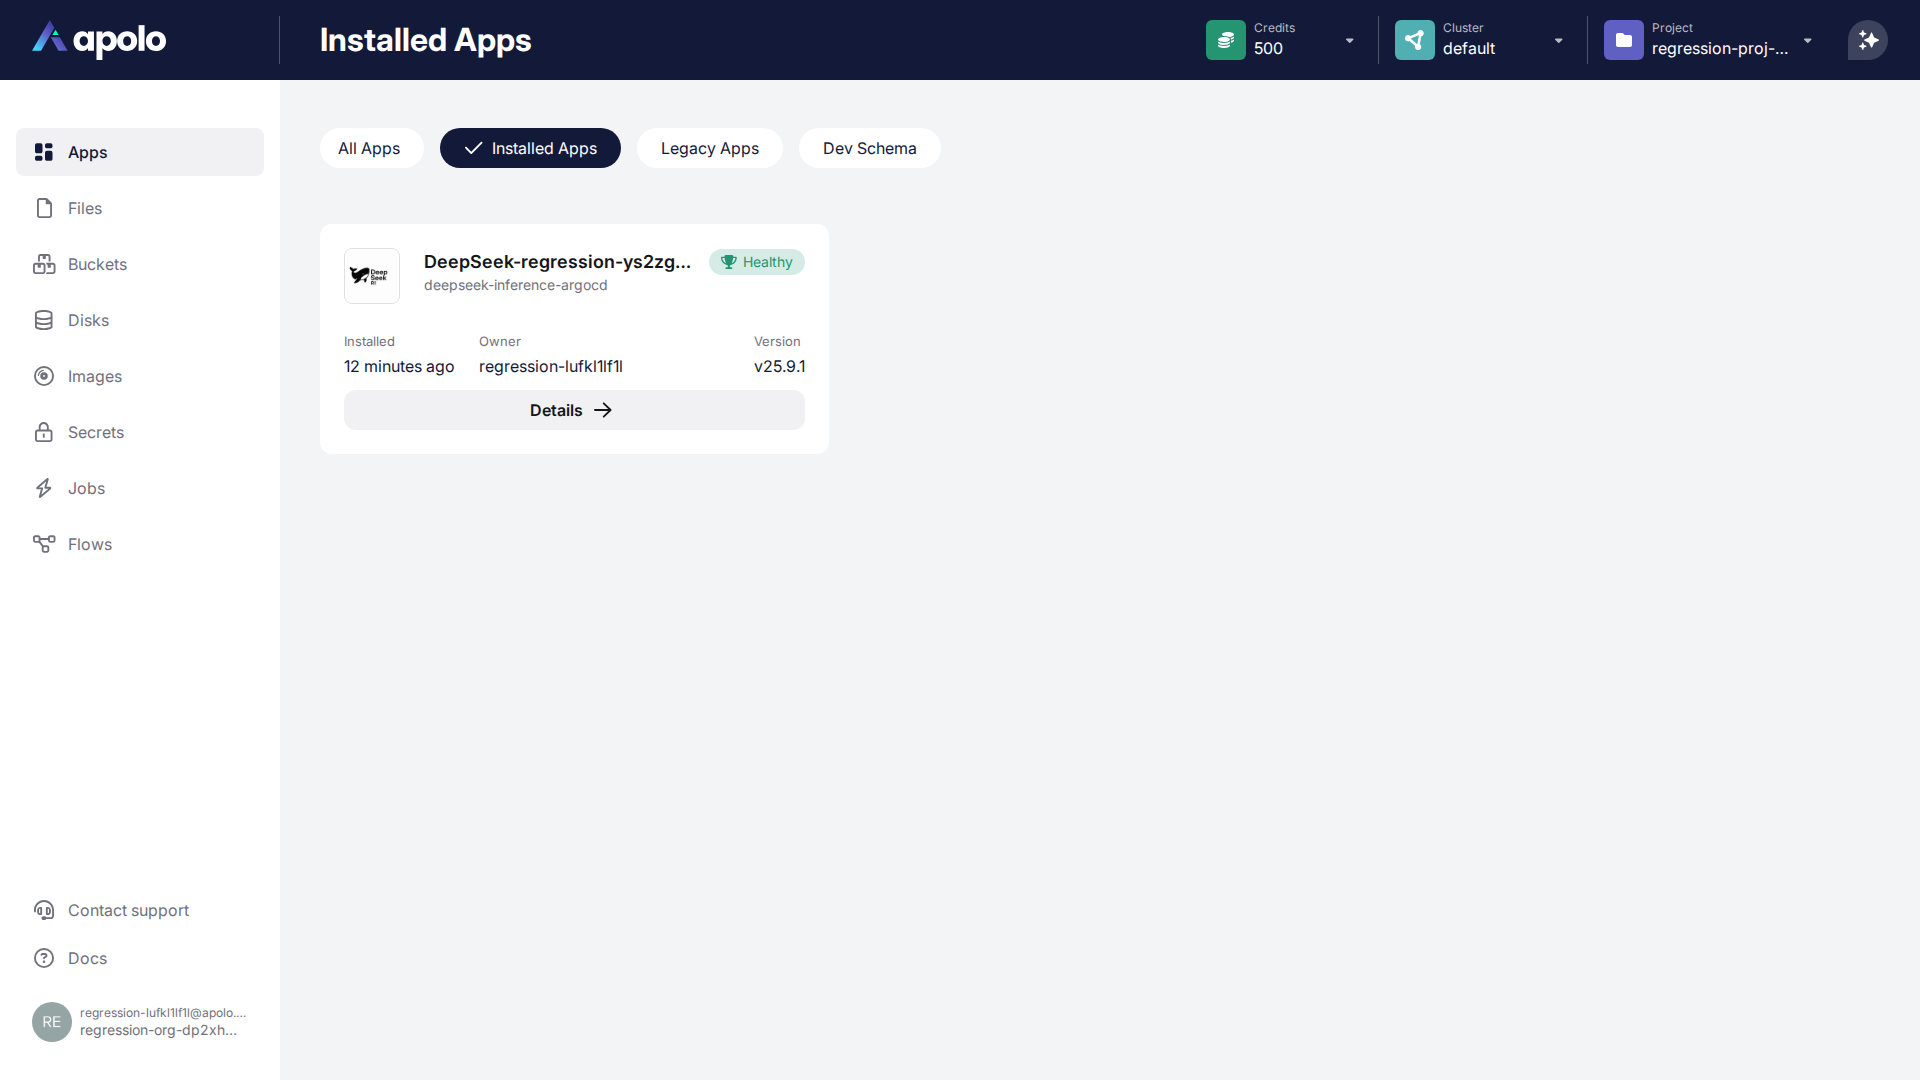 apolo
Installed Apps
Credits
500
Cluster
default
Project
regression-proj-...
Apps
Files
Buckets
Disks
Images
Secrets
Jobs
Flows
Contact support
Docs
RE
regression-lufkl1lf1l@apolo....
regression-org-dp2xh...
All Apps
Installed Apps
Legacy Apps
Dev Schema
Deep
Seek
R1
DeepSeek-regression-ys2zg...
Healthy
deepseek-inference-argocd
Installed
Owner
Version
12 minutes ago
regression-lufkl1lf1l
v25.9.1
Details